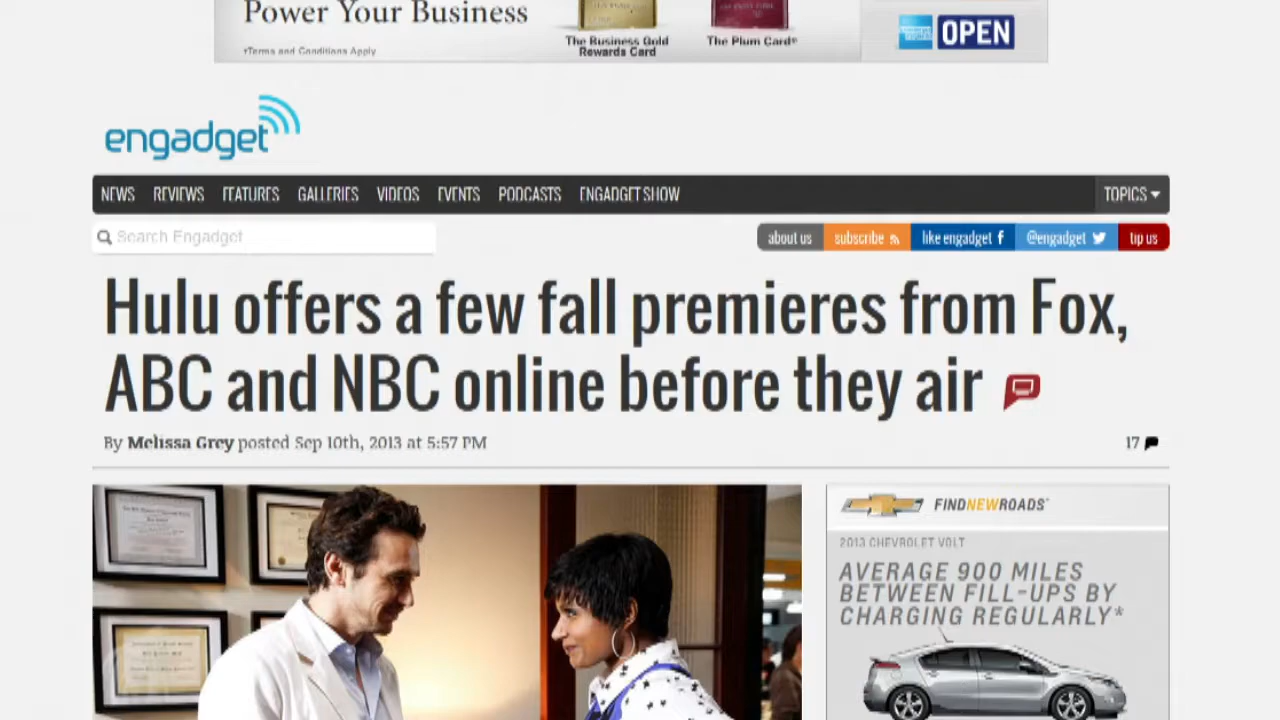 Power Your Business
*Terms and Conditions Apply
The Business Gold
Rewards Card
The Plum Card®
OPEN
engadget
NEWS REVIEWS FEATURES GALLERIES VIDEOS EVENTS PODCASTS ENGADGET SHOW TOPICS
Search Engadget
about us subscribe like engadget f @engadget tip us
Hulu offers a few fall premieres from Fox,
ABC and NBC online before they air
By Melissa Grey posted Sep 10th, 2013 at 5:57 PM
17
FINDNEWROADS™
2013 CHEVROLET VOLT
AVERAGE 900 MILES
BETWEEN FILL-UPS BY
CHARGING REGULARLY*